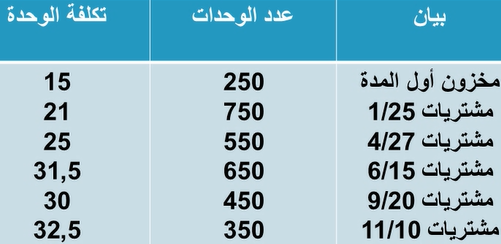 بيان عدد الوحدات تكلفة الوحدة
مخزون أول المدة 250 15
مشتريات 1/25 750 21
مشتريات 4/27 550 25
مشتريات 6/15 650 31,5
مشتريات 9/20 450 30
مشتريات 11/10 350 32,5